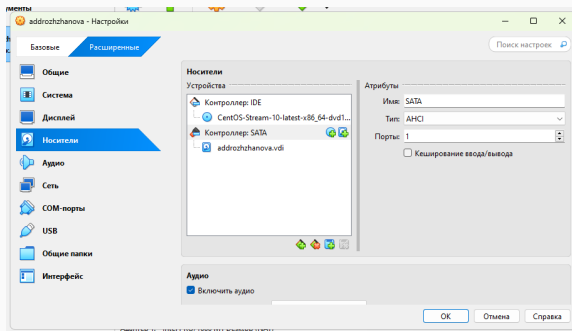 менты
addrozhzhanova - Настройки
Базовые
Расширенные
Поиск настроек
Общие
Система
Дисплей
Носители
Аудио
Сеть
COM-порты
USB
Общие папки
Интерфейс
Носители
Устройства
Контроллер: IDE
CentOS-Stream-10-latest-x86_64-dvd1...
Контроллер: SATA
addrozhzhanova.vdi
Атрибуты
Имя: SATA
Тип: AHCI
Порты: 1
Кеширование ввода/вывода
Аудио
Включить аудио
OK
Отмена
Справка